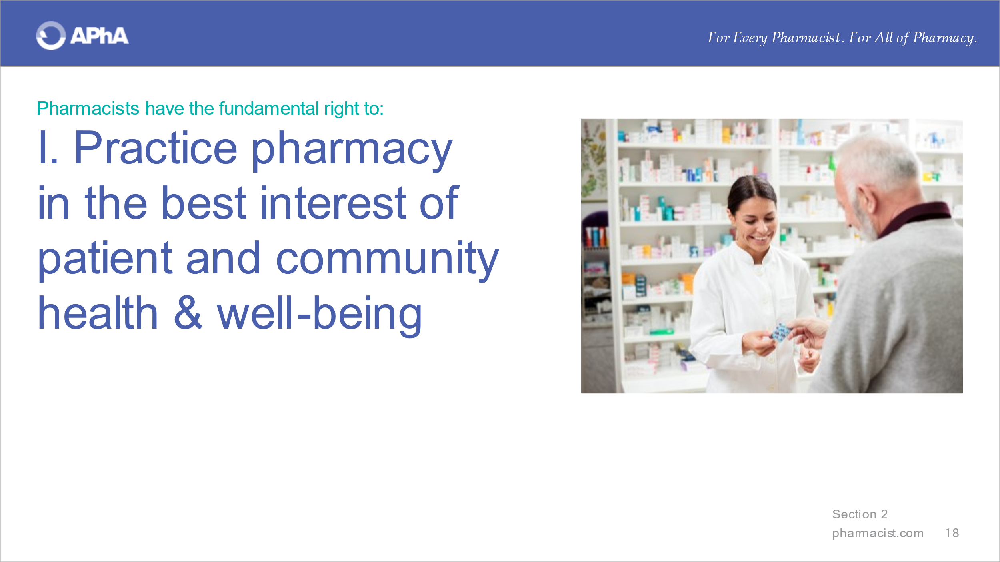 APhA
For Every Pharmacist. For All of Pharmacy.
Pharmacists have the fundamental right to:
I. Practice pharmacy
in the best interest of
patient and community
health & well-being
Section 2
pharmacist.com 18